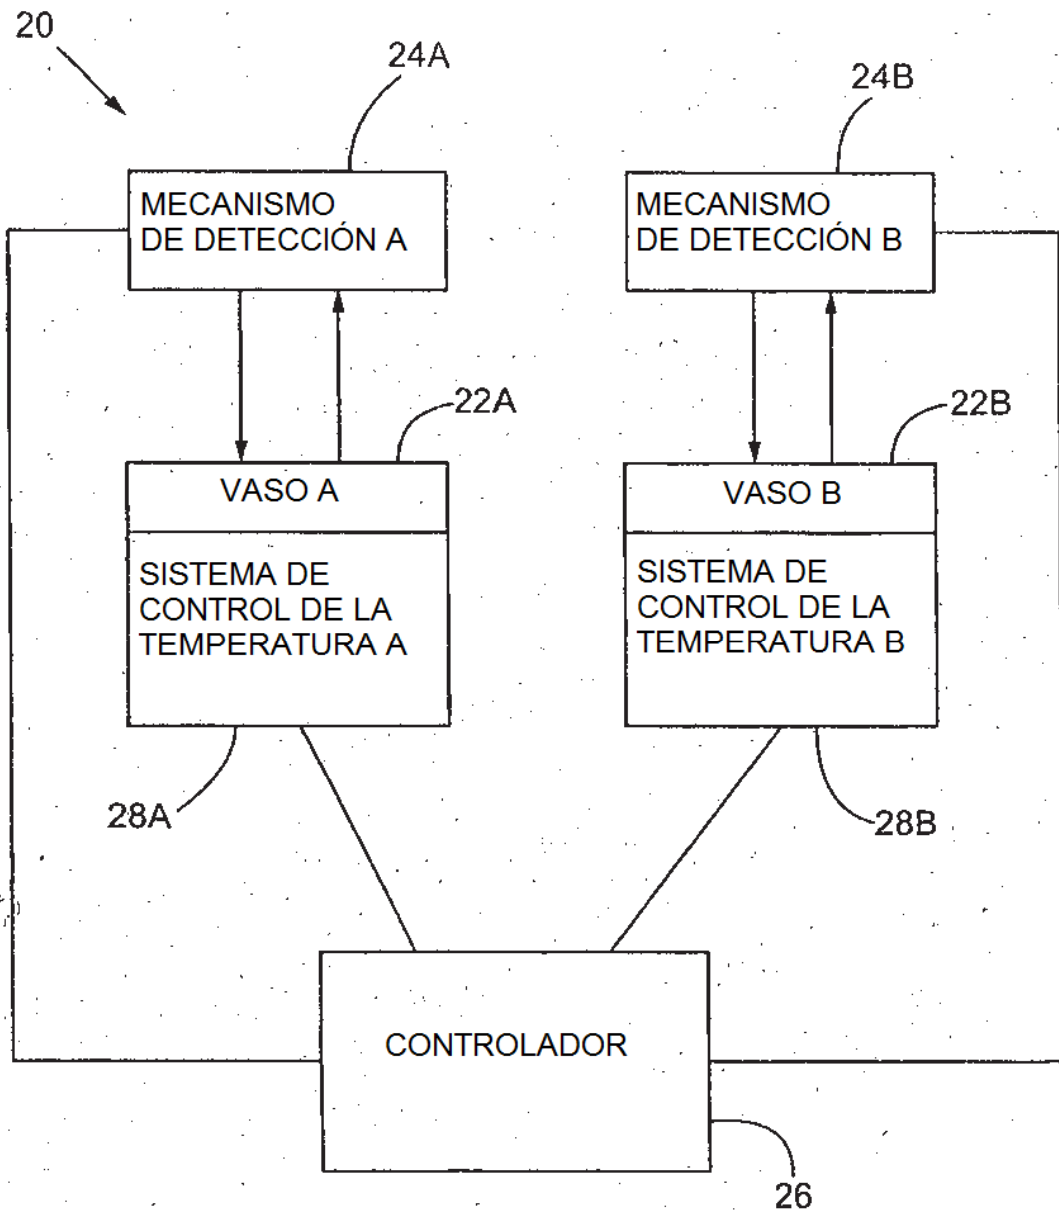 20
24A
24B
MECANISMO
DE DETECCIÓN A
MECANISMO
DE DETECCIÓN B
22A
22B
VASO A
VASO B
SISTEMA DE
CONTROL DE LA
TEMPERATURA A
SISTEMA DE
CONTROL DE LA
TEMPERATURA B
28A
28B
CONTROLADOR
26